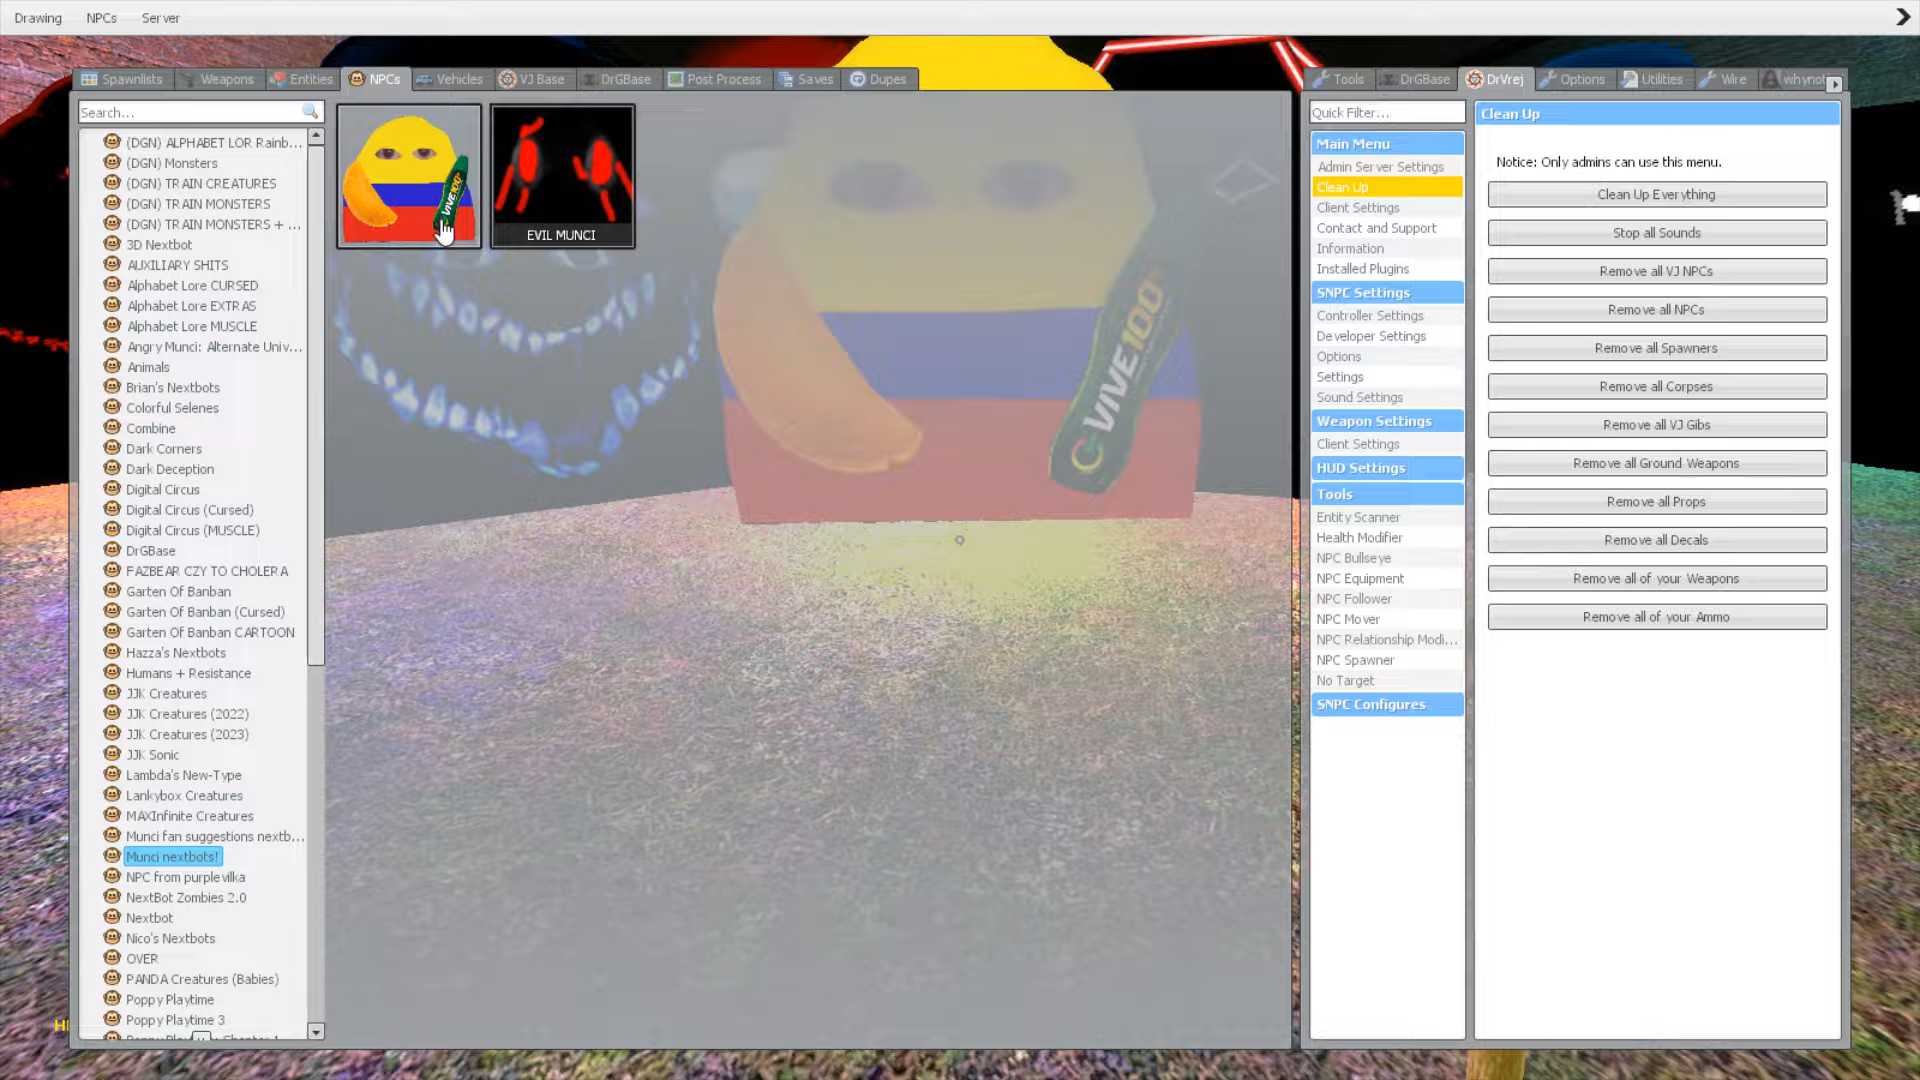 Drawing NPCs Server
Spawnlists Weapons Entities NPCs Vehicles VJ Base DrGBase Post Process Saves Dupes
Search...
(DGN) ALPHABET LOR Rainb...
(DGN) Monsters
(DGN) TRAIN CREATURES
(DGN) TRAIN MONSTERS
(DGN) TRAIN MONSTERS + ...
3D Nextbot
AUXILIARY SHITS
Alphabet Lore CURSED
Alphabet Lore EXTRAS
Alphabet Lore MUSCLE
Angry Munci: Alternate Univ...
Animals
Brian's Nextbots
Colorful Selenes
Combine
Dark Corners
Dark Deception
Digital Circus
Digital Circus (Cursed)
Digital Circus (MUSCLE)
DrGBase
FAZBEAR CZY TO CHOLERA
Garten Of Banban
Garten Of Banban (Cursed)
Garten Of Banban CARTOON
Hazza's Nextbots
Humans + Resistance
JJK Creatures
JJK Creatures (2022)
JJK Creatures (2023)
JJK Sonic
Lambda's New-Type
Lankybox Creatures
MAXInfinite Creatures
Munci fan suggestions nextb...
Munci nextbots!
NPC from purplevilka
NextBot Zombies 2.0
Nextbot
Nico's Nextbots
OVER
PANDA Creatures (Babies)
Poppy Playtime
Poppy Playtime 3
VIVE100
EVIL MUNCI
VIVE100
Tools DrGBase DrVrej Options Utilities Wire whynot
Quick Filter...
Main Menu
Admin Server Settings
Clean Up
Client Settings
Contact and Support
Information
Installed Plugins
SNPC Settings
Controller Settings
Developer Settings
Options
Settings
Sound Settings
Weapon Settings
Client Settings
HUD Settings
Tools
Entity Scanner
Health Modifier
NPC Bullseye
NPC Equipment
NPC Follower
NPC Mover
NPC Relationship Modi...
NPC Spawner
No Target
SNPC Configures
Clean Up
Notice: Only admins can use this menu.
Clean Up Everything
Stop all Sounds
Remove all VJ NPCs
Remove all NPCs
Remove all Spawners
Remove all Corpses
Remove all VJ Gibs
Remove all Ground Weapons
Remove all Props
Remove all Decals
Remove all of your Weapons
Remove all of your Ammo